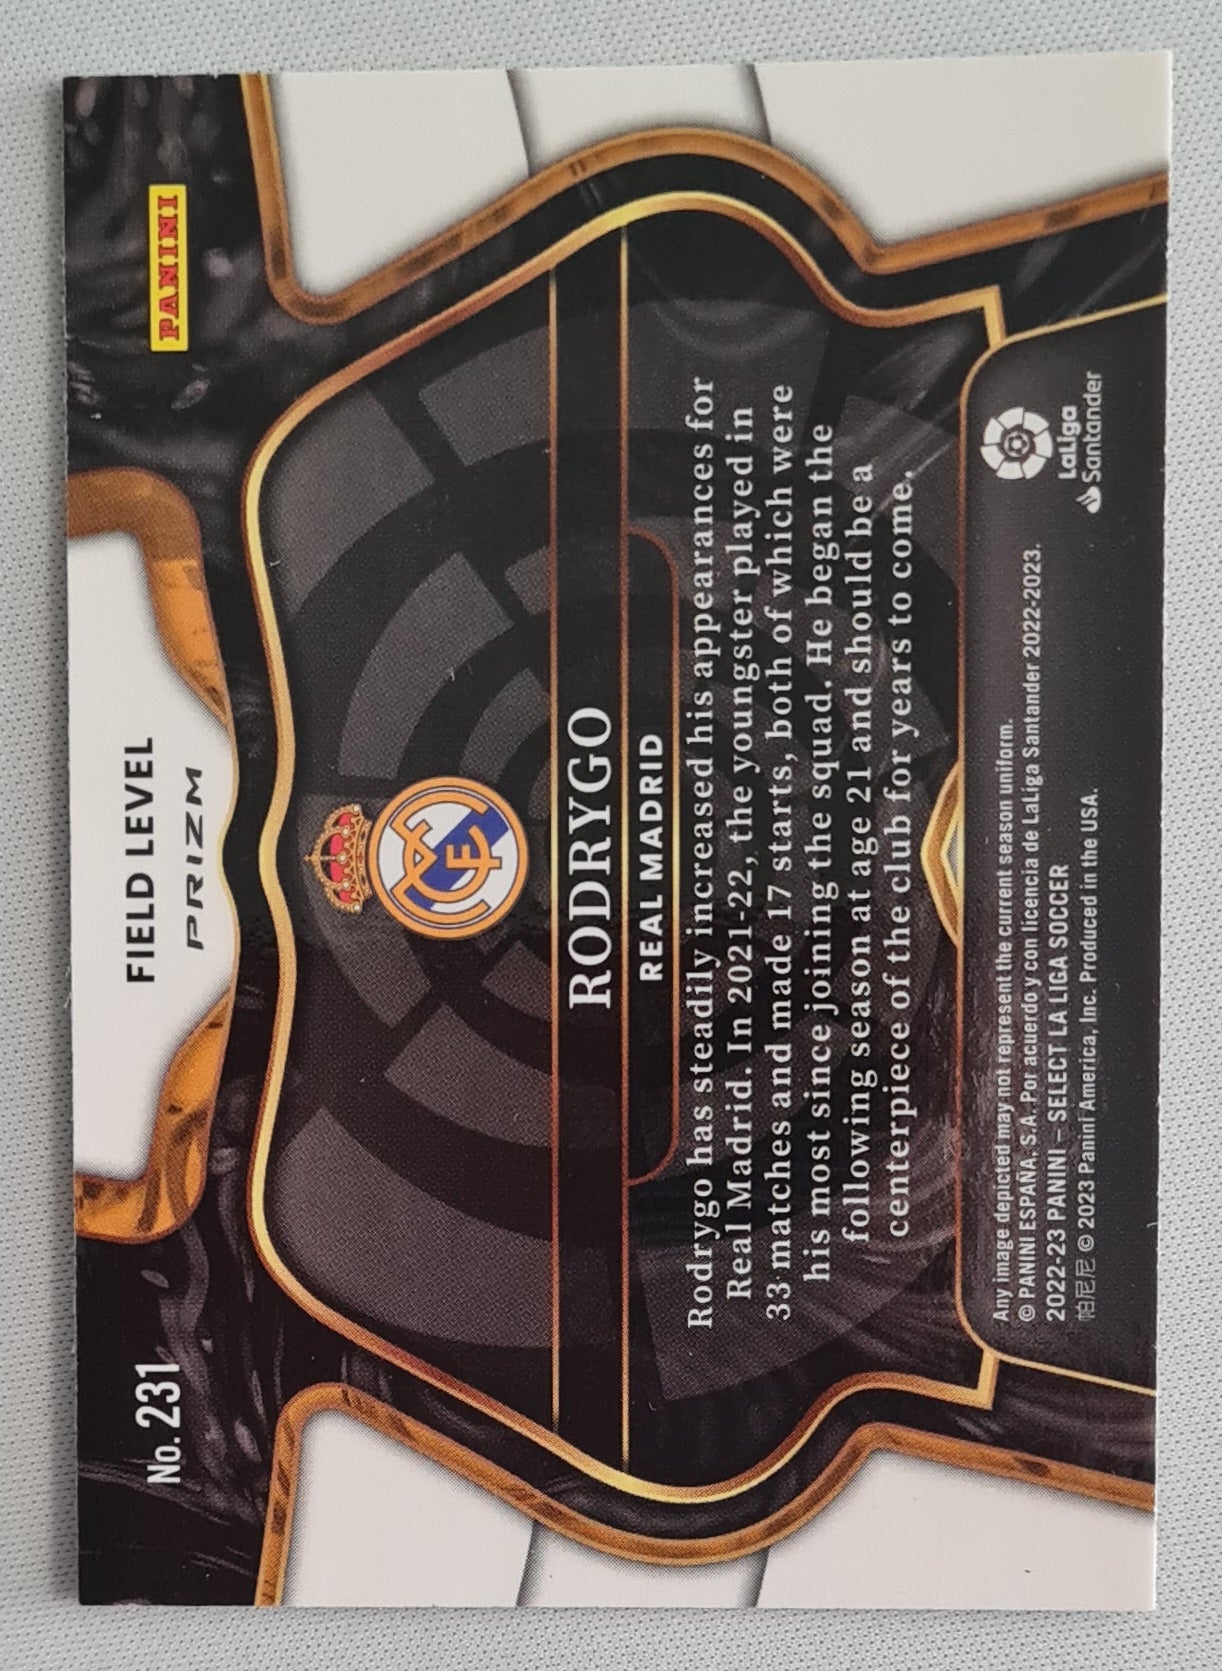 No. 231
FIELD LEVEL
PRIZM
PANINI
RODRYGO
REAL MADRID
Rodrygo has steadily increased his appearances for
Real Madrid. In 2021-22, the youngster played in
33 matches and made 17 starts, both of which were
his most since joining the squad. He began the
following season at age 21 and should be a
centerpiece of the club for years to come.
Any image depicted may not represent the current season uniform.
© PANINI ESPAÑA, S.A. Por acuerdo y con licencia de LaLiga Santander 2022-2023.
2022-23 PANINI – SELECT LA LIGA SOCCER
帕尼尼 © 2023 Panini America, Inc. Produced in the USA.
LaLiga
Santander